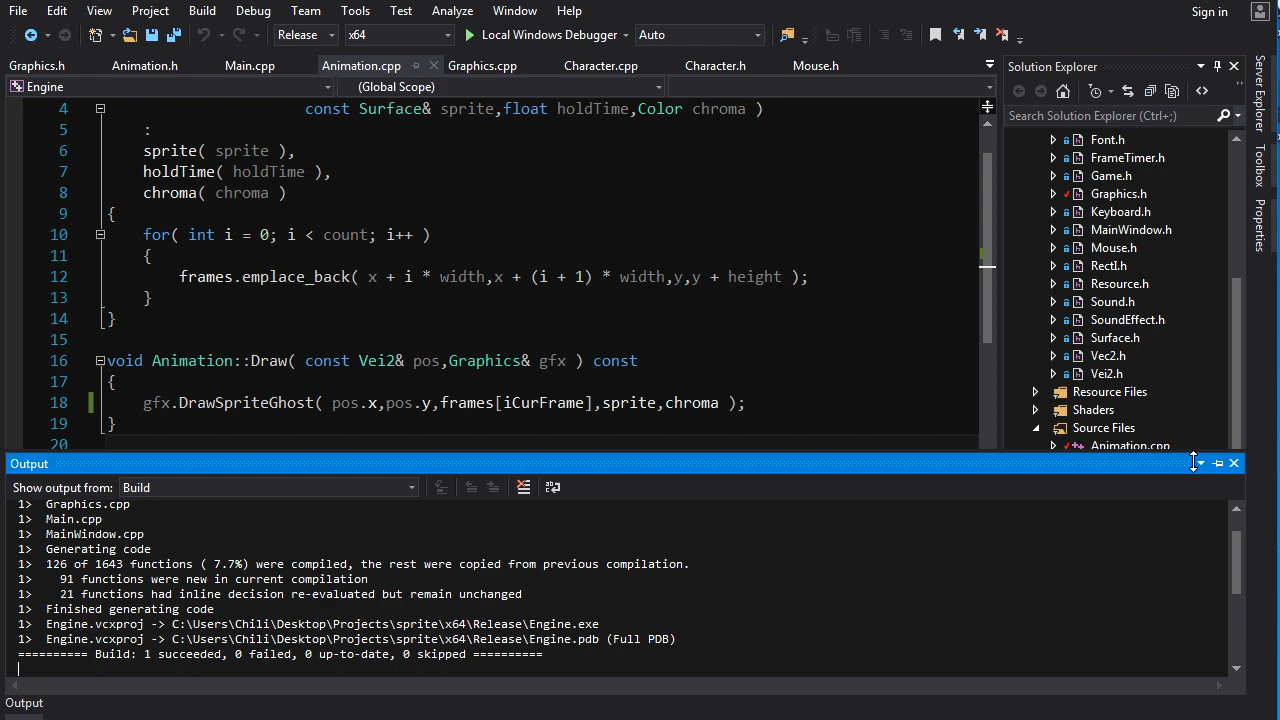 File Edit View Project Build Debug Team Tools Test Analyze Window Help Sign in
Release x64 Local Windows Debugger Auto
Graphics.h Animation.h Main.cpp Animation.cpp Graphics.cpp Character.cpp Character.h Mouse.h
Engine (Global Scope)
4 const Surface& sprite,float holdTime,Color chroma )
5 :
6 sprite( sprite ),
7 holdTime( holdTime ),
8 chroma( chroma )
9 {
10 for( int i = 0; i < count; i++ )
11 {
12 frames.emplace_back( x + i * width,x + (i + 1) * width,y,y + height );
13 }
14 }
15
16 void Animation::Draw( const Vei2& pos,Graphics& gfx ) const
17 {
18 gfx.DrawSpriteGhost( pos.x,pos.y,frames[iCurFrame],sprite,chroma );
19 }
20
Solution Explorer
Search Solution Explorer (Ctrl+;)
Font.h
FrameTimer.h
Game.h
Graphics.h
Keyboard.h
MainWindow.h
Mouse.h
RectI.h
Resource.h
Sound.h
SoundEffect.h
Surface.h
Vec2.h
Vei2.h
Resource Files
Shaders
Source Files
Animation.cpp
Server Explorer
Toolbox
Properties
Output
Show output from: Build
1> Graphics.cpp
1> Main.cpp
1> MainWindow.cpp
1> Generating code
1> 126 of 1643 functions ( 7.7%) were compiled, the rest were copied from previous compilation.
1> 91 functions were new in current compilation
1> 21 functions had inline decision re-evaluated but remain unchanged
1> Finished generating code
1> Engine.vcxproj -> C:\Users\Chili\Desktop\Projects\sprite\x64\Release\Engine.exe
1> Engine.vcxproj -> C:\Users\Chili\Desktop\Projects\sprite\x64\Release\Engine.pdb (Full PDB)
========== Build: 1 succeeded, 0 failed, 0 up-to-date, 0 skipped ==========
Output